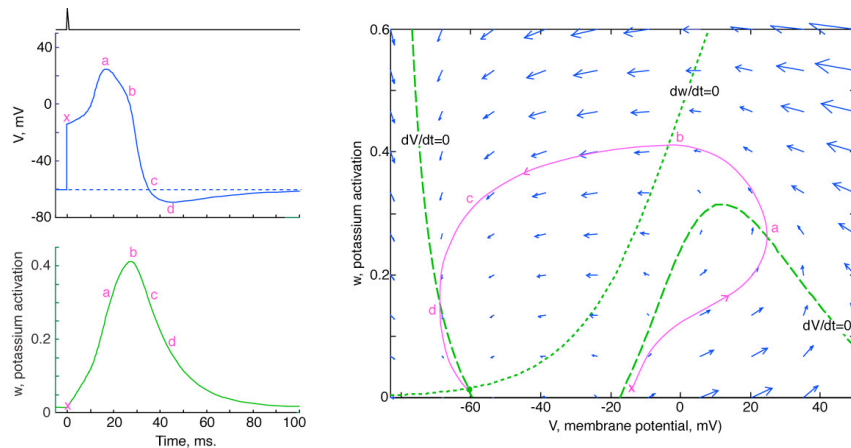 40
0
-40
-80
V, mV
x
a
b
c
d
0.4
0.2
0
w, potassium activation
x
a
b
c
d
0
20
40
60
80
100
Time, ms.
0.6
0.4
0.2
0
w, potassium activation
dV/dt=0
dw/dt=0
b
c
a
d
dV/dt=0
x
-60
-40
-20
0
20
40
V, membrane potential, mV)